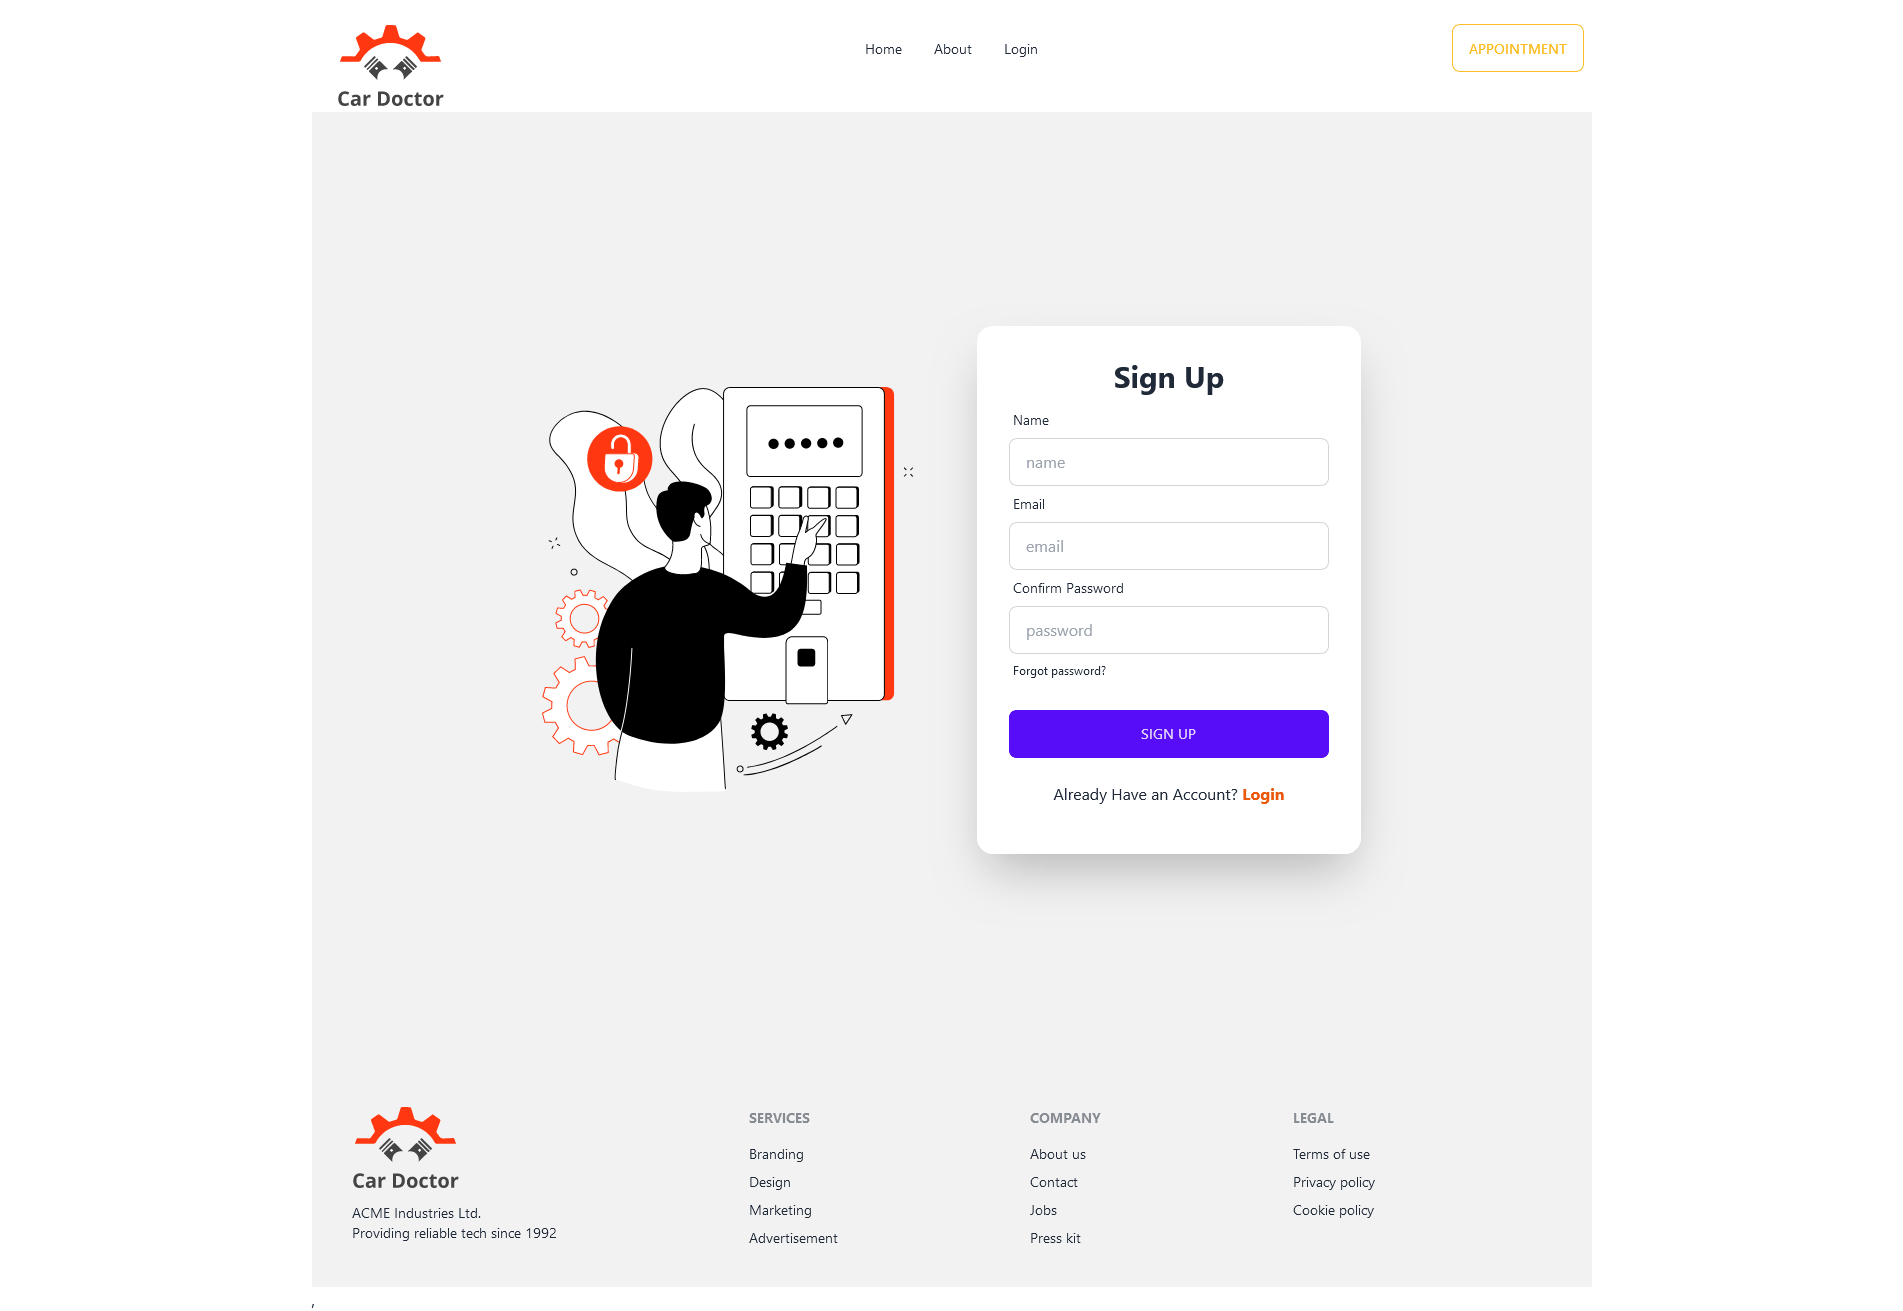 Car Doctor
Home About Login
APPOINTMENT
Sign Up
Name
name
Email
email
Confirm Password
password
Forgot password?
SIGN UP
Already Have an Account? Login
Car Doctor
ACME Industries Ltd.
Providing reliable tech since 1992
SERVICES
Branding
Design
Marketing
Advertisement
COMPANY
About us
Contact
Jobs
Press kit
LEGAL
Terms of use
Privacy policy
Cookie policy
,